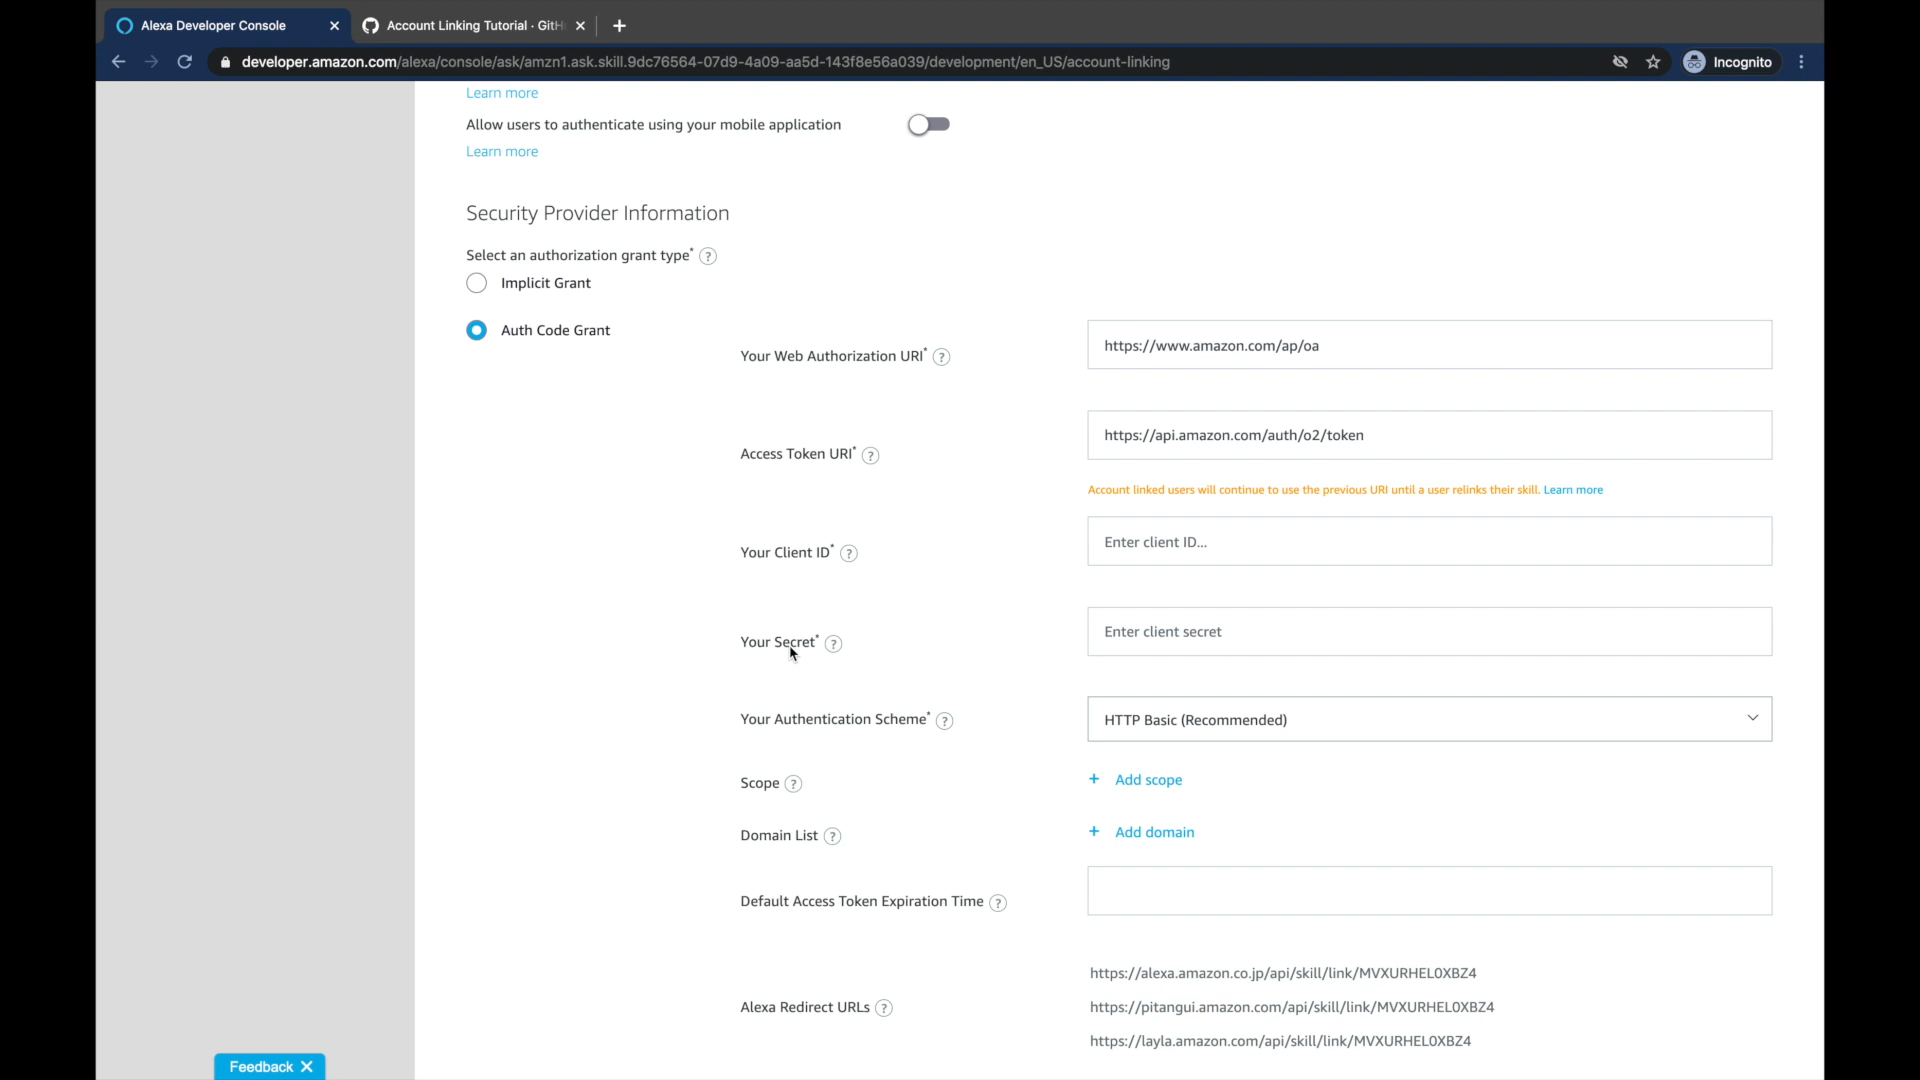 Alexa Developer Console
Account Linking Tutorial · GitH
developer.amazon.com/alexa/console/ask/amzn1.ask.skill.9dc76564-07d9-4a09-aa5d-143f8e56a039/development/en_US/account-linking
Incognito
Learn more
Allow users to authenticate using your mobile application
Learn more
Security Provider Information
Select an authorization grant type* ?
Implicit Grant
Auth Code Grant
Your Web Authorization URI* ?
https://www.amazon.com/ap/oa
Access Token URI* ?
https://api.amazon.com/auth/o2/token
Account linked users will continue to use the previous URI until a user relinks their skill. Learn more
Your Client ID* ?
Enter client ID...
Your Secret* ?
Enter client secret
Your Authentication Scheme* ?
HTTP Basic (Recommended)
Scope ?
+ Add scope
Domain List ?
+ Add domain
Default Access Token Expiration Time ?
Alexa Redirect URLs ?
https://alexa.amazon.co.jp/api/skill/link/MVXURHEL0XBZ4
https://pitangui.amazon.com/api/skill/link/MVXURHEL0XBZ4
https://layla.amazon.com/api/skill/link/MVXURHEL0XBZ4
Feedback